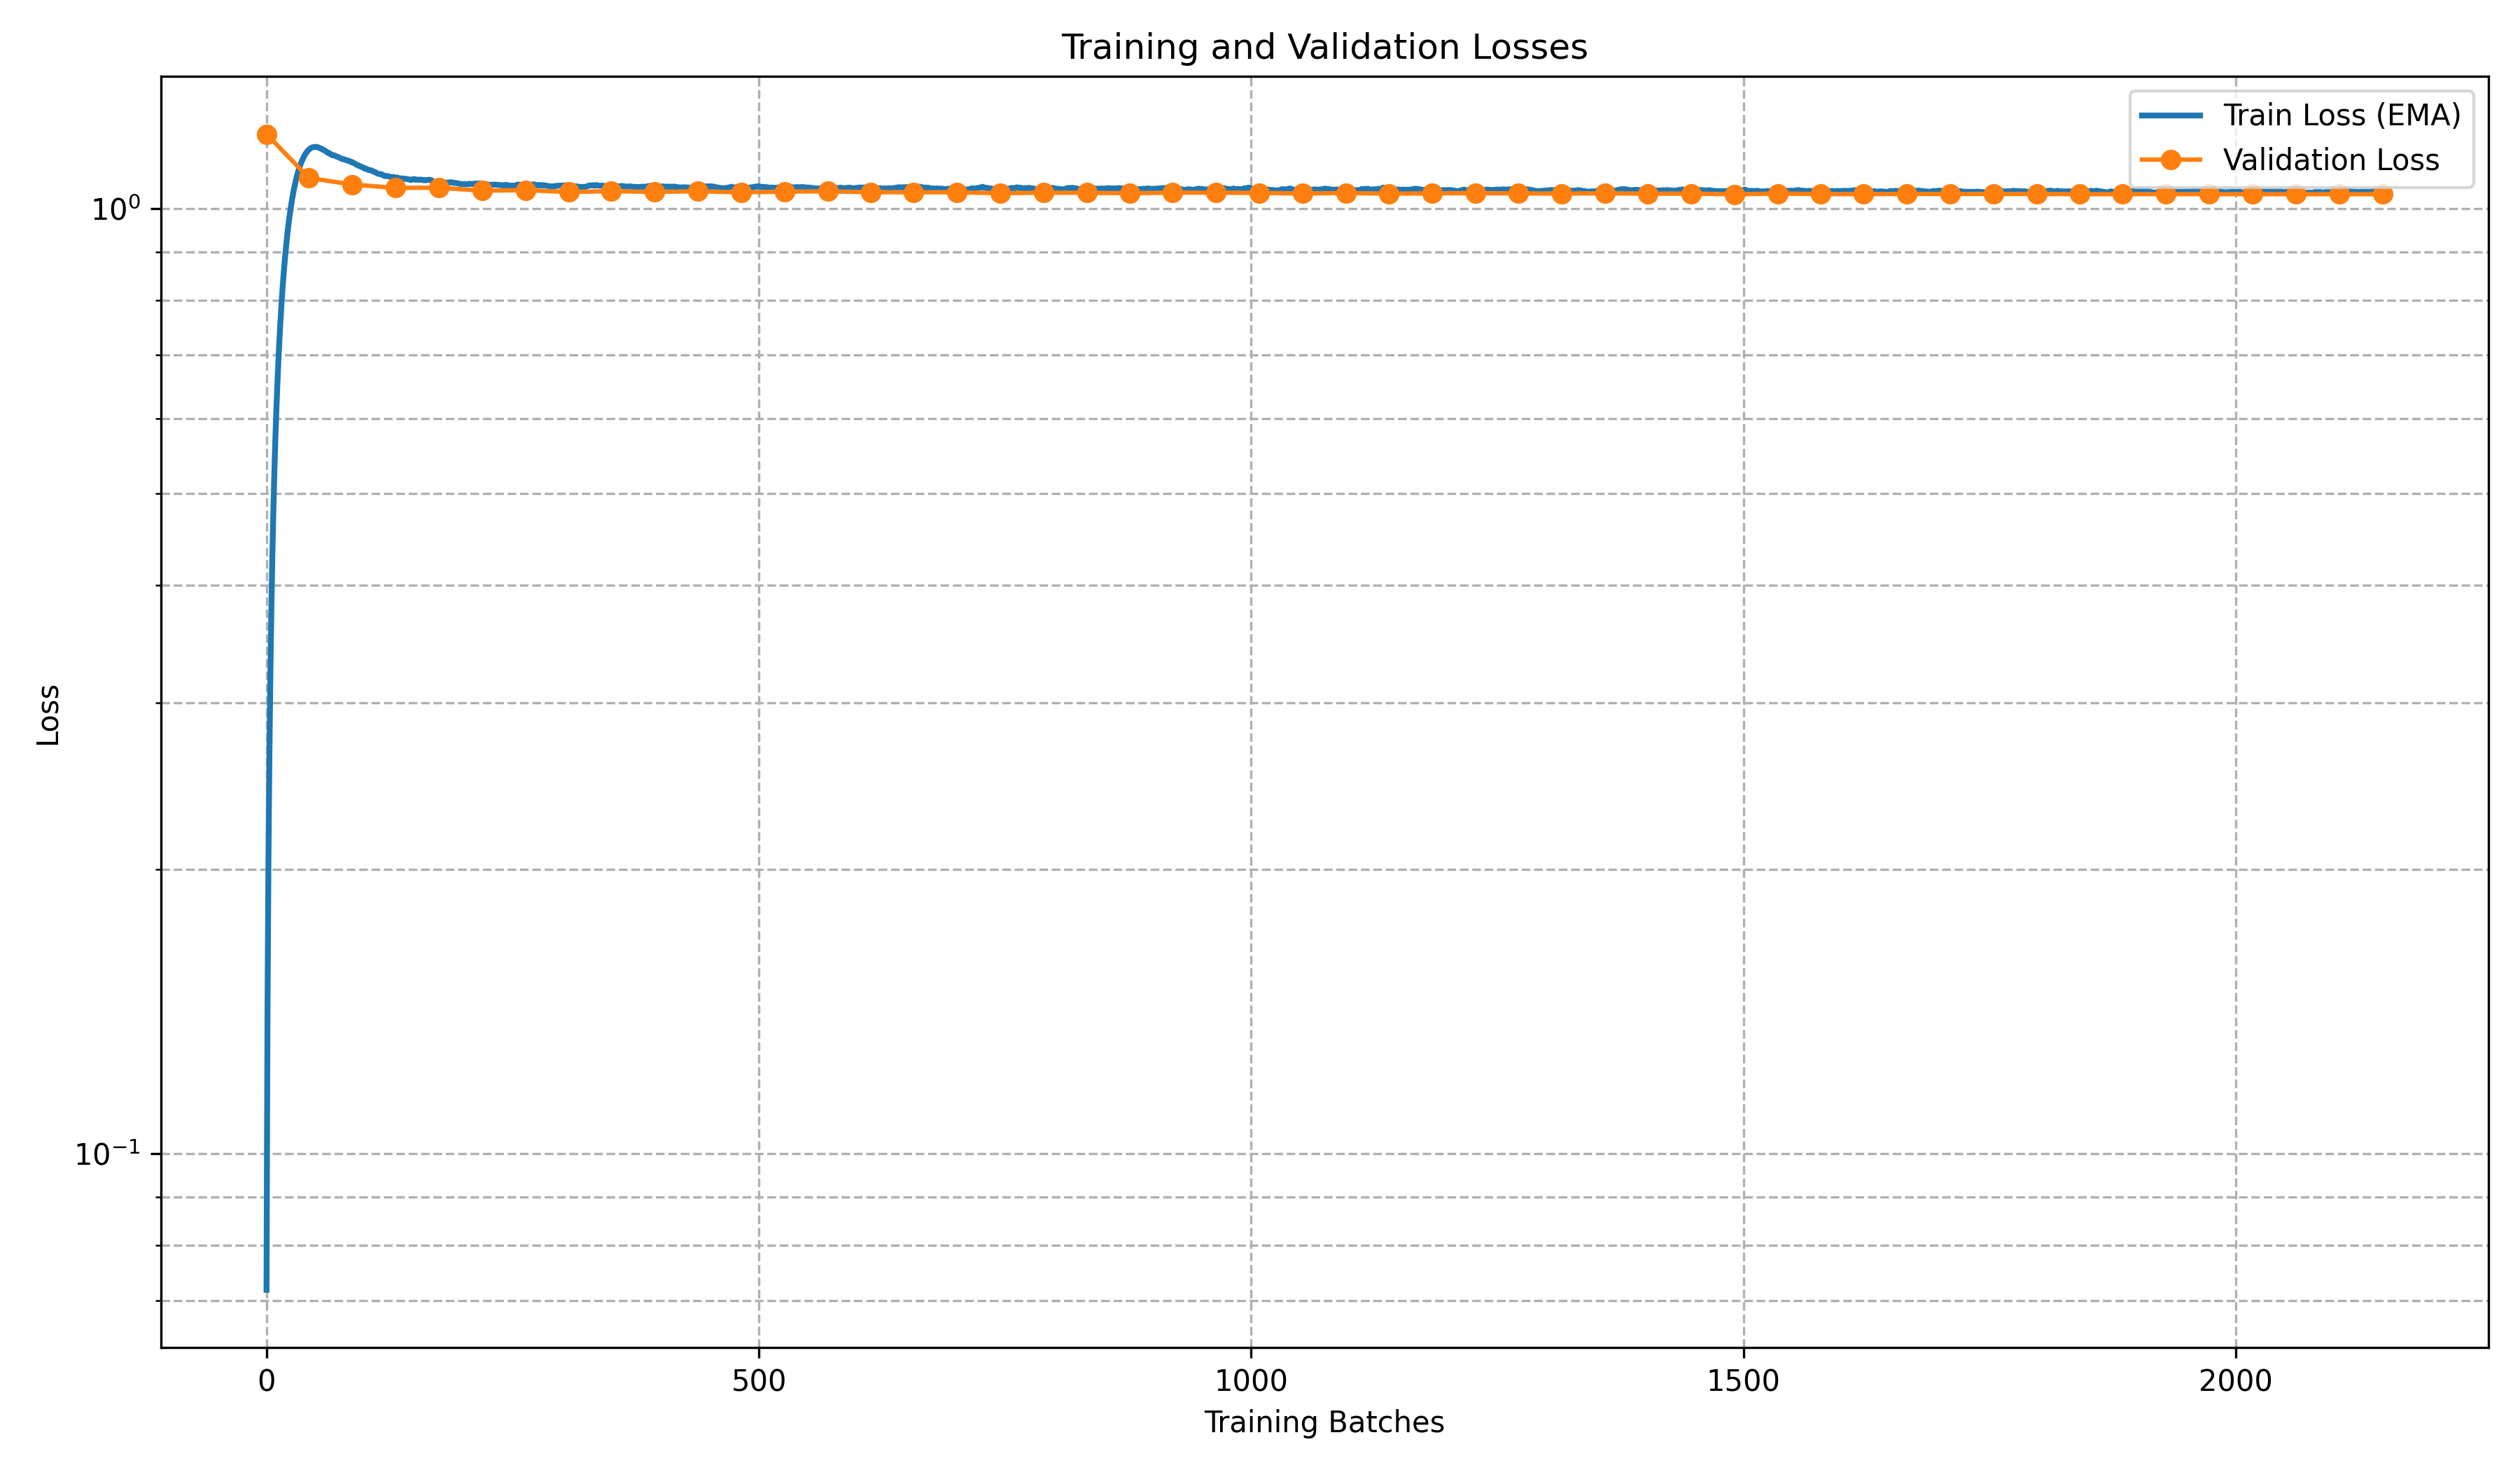 Training and Validation Losses
Train Loss (EMA)
Validation Loss
10⁰
10⁻¹
Loss
0 500 1000 1500 2000
Training Batches